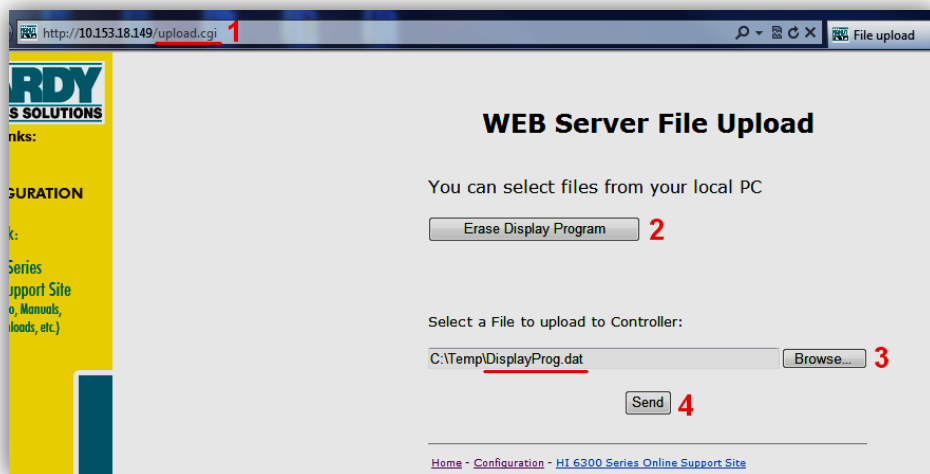 http://10.153.18.149/upload.cgi 1
File upload
ARDY
S SOLUTIONS
nks:
WEB Server File Upload
You can select files from your local PC
GURATION
Erase Display Program 2
k:
Series
upport Site
o, Manuals,
loads, etc.)
Select a File to upload to Controller:
C:\Temp\DisplayProg.dat Browse... 3
Send 4
Home - Configuration - HI 6300 Series Online Support Site